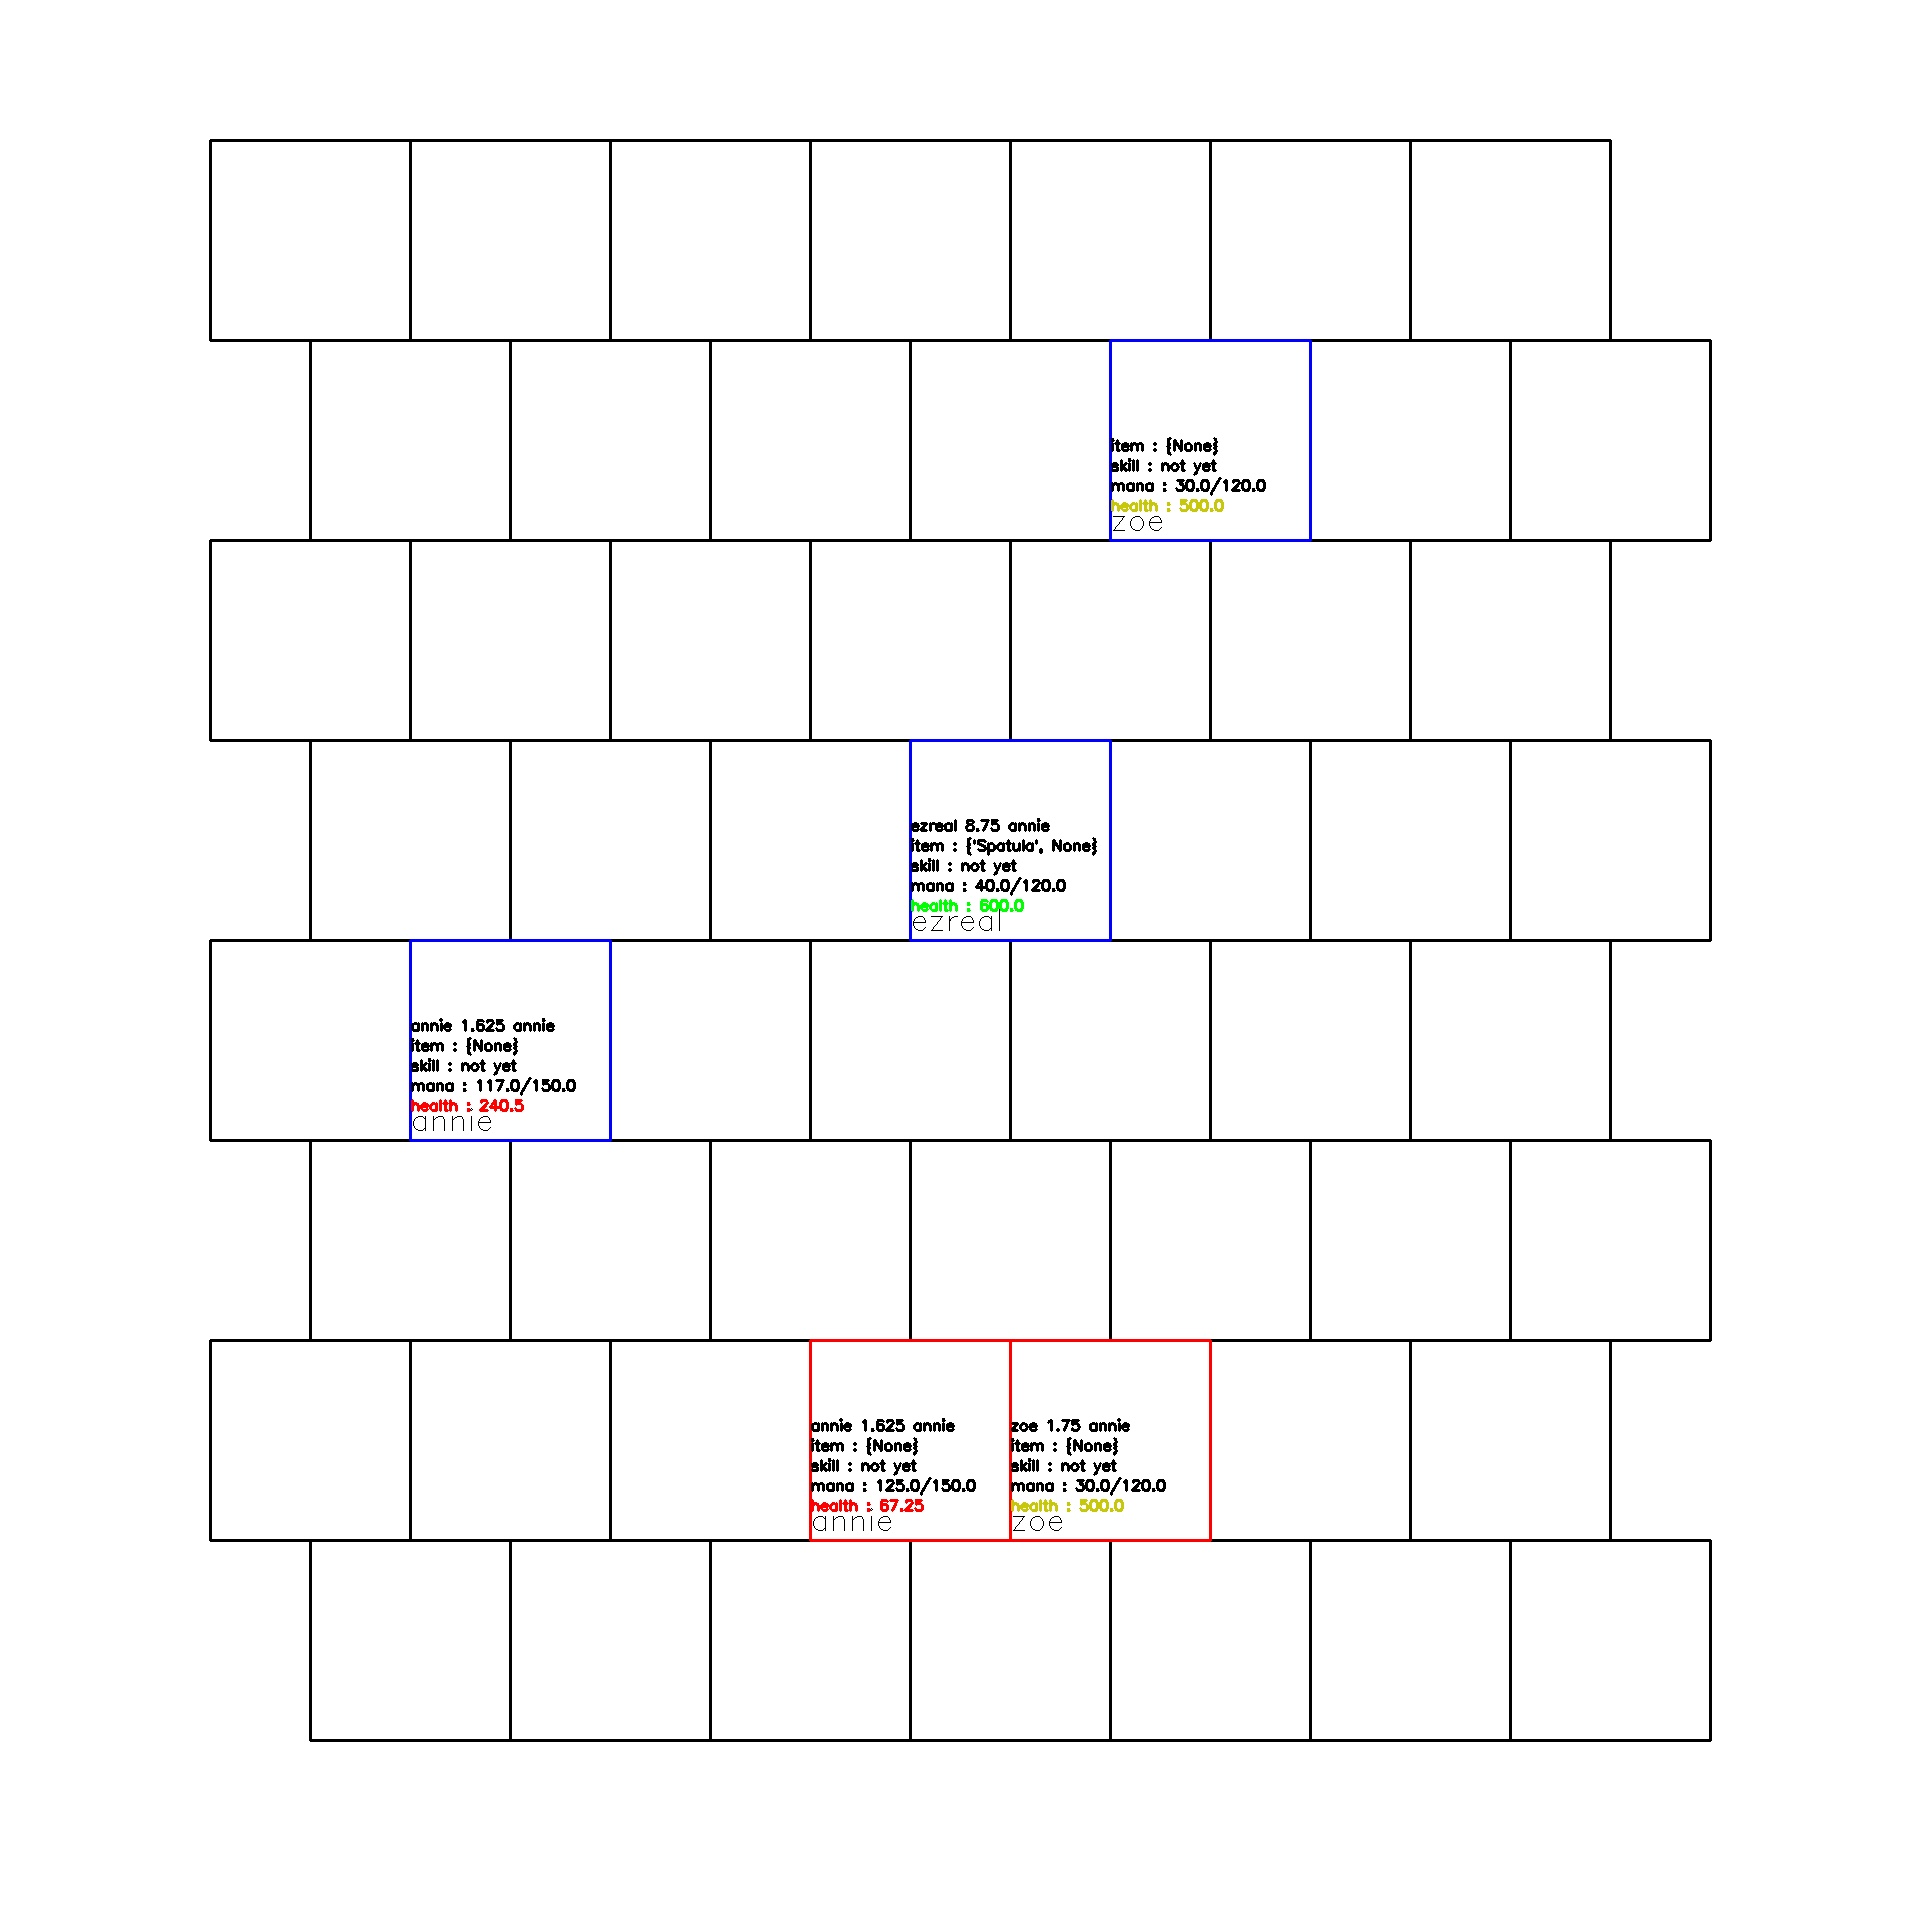 item : {None}
skill : not yet
mana : 30.0/120.0
health : 500.0
zoe
ezreal 8.75 annie
item : {'Spatula', None}
skill : not yet
mana : 40.0/120.0
health : 600.0
ezreal
annie 1.625 annie
item : {None}
skill : not yet
mana : 117.0/150.0
health : 240.5
annie
annie 1.625 annie
item : {None}
skill : not yet
mana : 125.0/150.0
health : 67.25
annie
zoe 1.75 annie
item : {None}
skill : not yet
mana : 30.0/120.0
health : 500.0
zoe